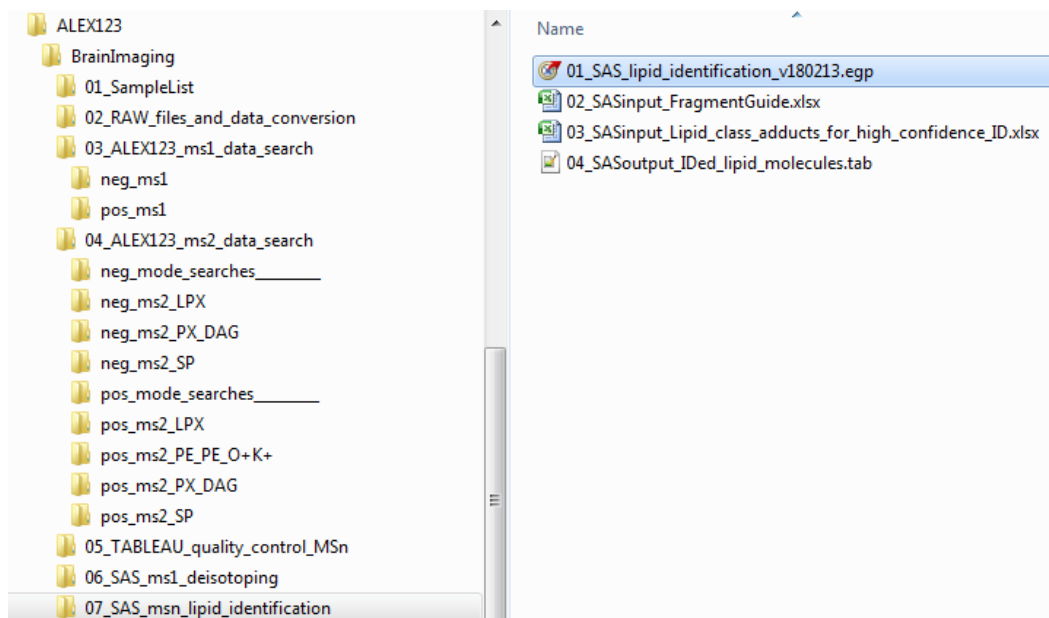 ALEX123
BrainImaging
01_SampleList
02_RAW_files_and_data_conversion
03_ALEX123_ms1_data_search
neg_ms1
pos_ms1
04_ALEX123_ms2_data_search
neg_mode_searches________
neg_ms2_LPX
neg_ms2_PX_DAG
neg_ms2_SP
pos_mode_searches________
pos_ms2_LPX
pos_ms2_PE_PE_O+K+
pos_ms2_PX_DAG
pos_ms2_SP
05_TABLEAU_quality_control_MSn
06_SAS_ms1_deisotoping
07_SAS_msn_lipid_identification
Name
01_SAS_lipid_identification_v180213.egp
02_SASinput_FragmentGuide.xlsx
03_SASinput_Lipid_class_adducts_for_high_confidence_ID.xlsx
04_SASoutput_IDed_lipid_molecules.tab